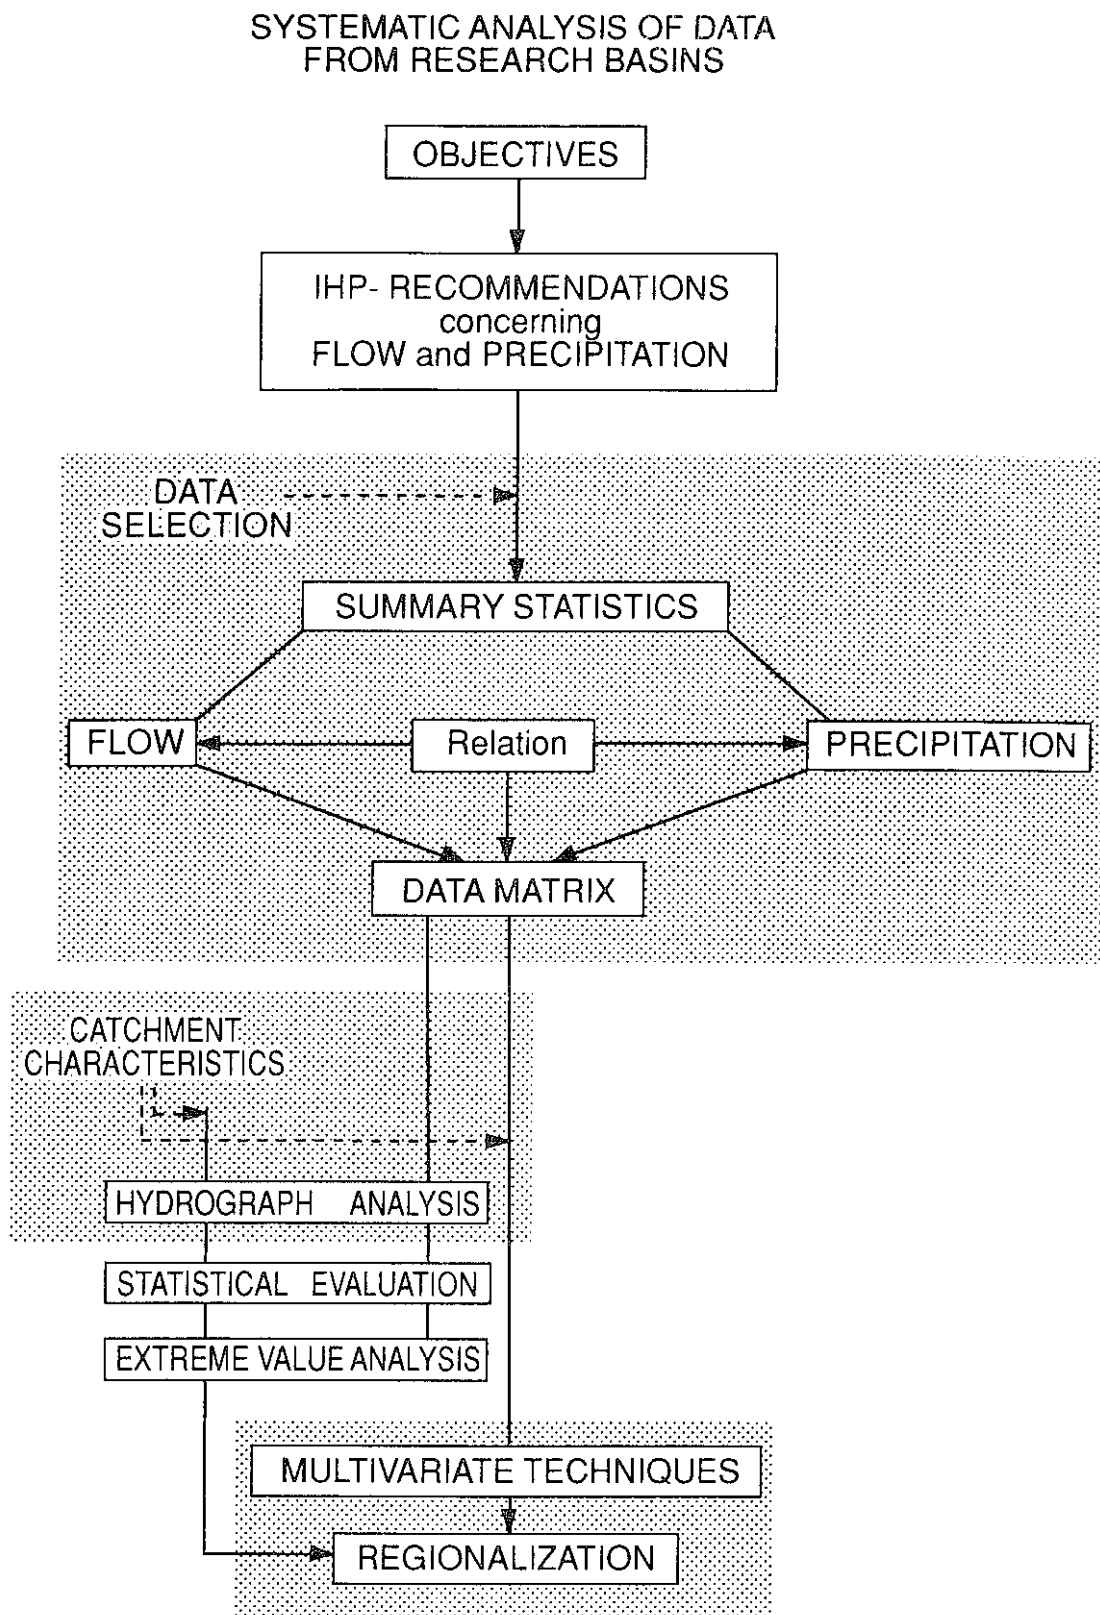 SYSTEMATIC ANALYSIS OF DATA
FROM RESEARCH BASINS
OBJECTIVES
IHP- RECOMMENDATIONS
concerning
FLOW and PRECIPITATION
DATA
SELECTION
SUMMARY STATISTICS
FLOW
Relation
PRECIPITATION
DATA MATRIX
CATCHMENT
CHARACTERISTICS
HYDROGRAPH ANALYSIS
STATISTICAL EVALUATION
EXTREME VALUE ANALYSIS
MULTIVARIATE TECHNIQUES
REGIONALIZATION